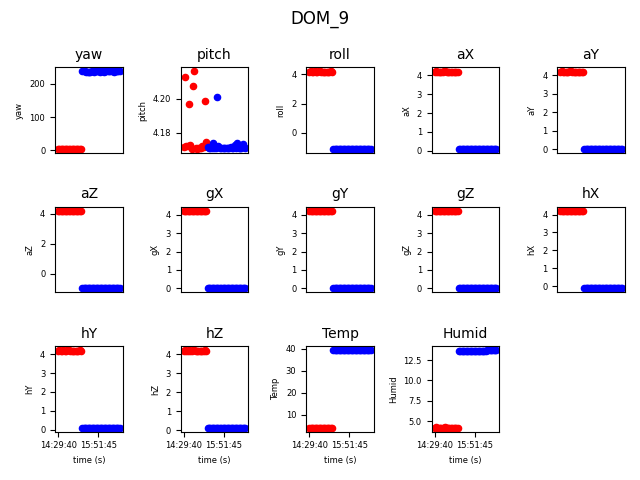 DOM_9
yaw pitch roll aX aY
yaw 200 100 0
pitch 4.20 4.18
roll 4 2 0
aX 4 3 2 1 0
aY 4 3 2 1 0
aZ gX gY gZ hX
aZ 4 2 0
gX 4 3 2 1 0
gY 4 3 2 1 0
gZ 4 3 2 1 0
hX 4 3 2 1 0
hY hZ Temp Humid
hY 4 3 2 1 0
hZ 4 3 2 1 0
Temp 40 30 20 10
Humid 12.5 10.0 7.5 5.0
14:29:40 15:51:45 14:29:40 15:51:45 14:29:40 15:51:45 14:29:40 15:51:45
time (s) time (s) time (s) time (s)